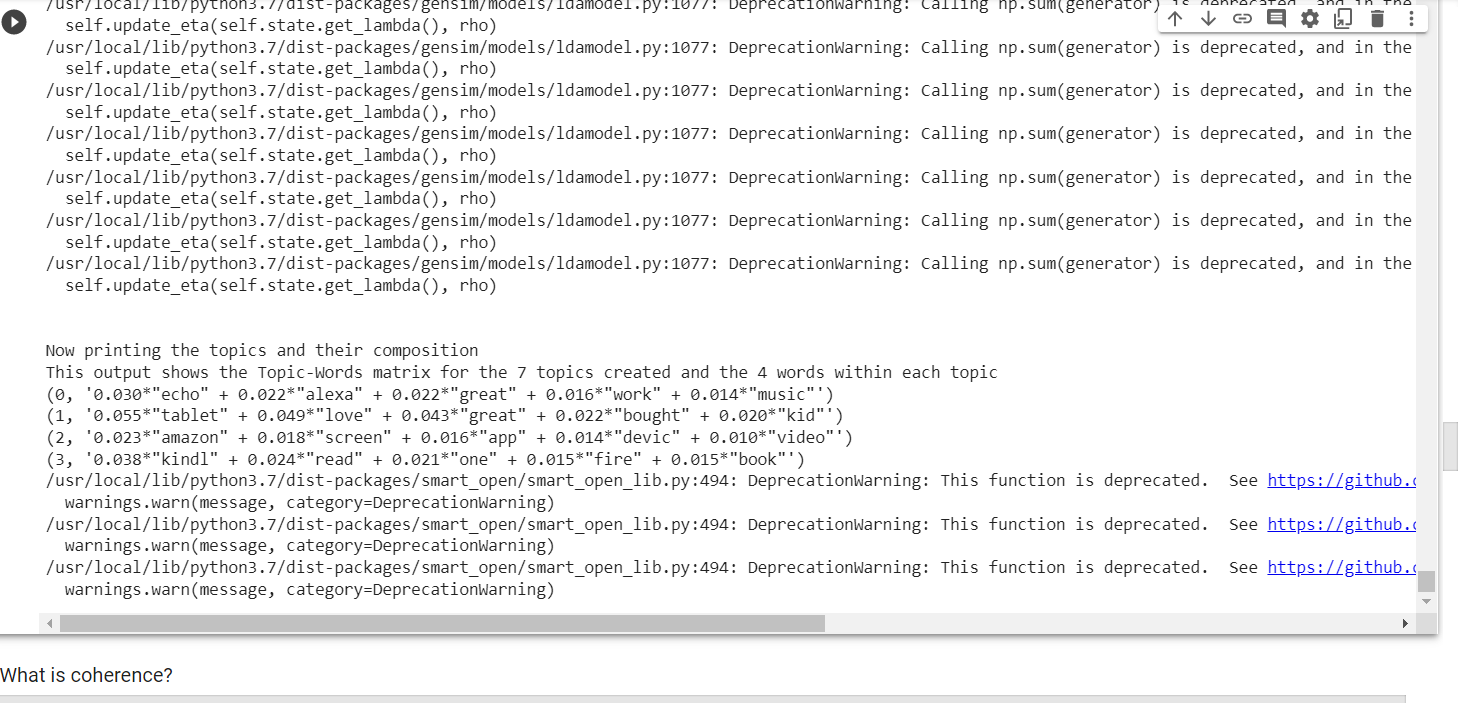 /usr/local/lib/python3.7/dist-packages/gensim/models/ldamodel.py:1077: DeprecationWarning: Calling np.sum(generator) is deprecated, and in the
  self.update_eta(self.state.get_lambda(), rho)
/usr/local/lib/python3.7/dist-packages/gensim/models/ldamodel.py:1077: DeprecationWarning: Calling np.sum(generator) is deprecated, and in the
  self.update_eta(self.state.get_lambda(), rho)
/usr/local/lib/python3.7/dist-packages/gensim/models/ldamodel.py:1077: DeprecationWarning: Calling np.sum(generator) is deprecated, and in the
  self.update_eta(self.state.get_lambda(), rho)
/usr/local/lib/python3.7/dist-packages/gensim/models/ldamodel.py:1077: DeprecationWarning: Calling np.sum(generator) is deprecated, and in the
  self.update_eta(self.state.get_lambda(), rho)
/usr/local/lib/python3.7/dist-packages/gensim/models/ldamodel.py:1077: DeprecationWarning: Calling np.sum(generator) is deprecated, and in the
  self.update_eta(self.state.get_lambda(), rho)
/usr/local/lib/python3.7/dist-packages/gensim/models/ldamodel.py:1077: DeprecationWarning: Calling np.sum(generator) is deprecated, and in the
  self.update_eta(self.state.get_lambda(), rho)
/usr/local/lib/python3.7/dist-packages/gensim/models/ldamodel.py:1077: DeprecationWarning: Calling np.sum(generator) is deprecated, and in the
  self.update_eta(self.state.get_lambda(), rho)
Now printing the topics and their composition
This output shows the Topic-Words matrix for the 7 topics created and the 4 words within each topic
(0, '0.030*"echo" + 0.022*"alexa" + 0.022*"great" + 0.016*"work" + 0.014*"music"')
(1, '0.055*"tablet" + 0.049*"love" + 0.043*"great" + 0.022*"bought" + 0.020*"kid"')
(2, '0.023*"amazon" + 0.018*"screen" + 0.016*"app" + 0.014*"devic" + 0.010*"video"')
(3, '0.038*"kindl" + 0.024*"read" + 0.021*"one" + 0.015*"fire" + 0.015*"book"')
/usr/local/lib/python3.7/dist-packages/smart_open/smart_open_lib.py:494: DeprecationWarning: This function is deprecated.  See https://github.c
  warnings.warn(message, category=DeprecationWarning)
/usr/local/lib/python3.7/dist-packages/smart_open/smart_open_lib.py:494: DeprecationWarning: This function is deprecated.  See https://github.c
  warnings.warn(message, category=DeprecationWarning)
/usr/local/lib/python3.7/dist-packages/smart_open/smart_open_lib.py:494: DeprecationWarning: This function is deprecated.  See https://github.c
  warnings.warn(message, category=DeprecationWarning)
What is coherence?